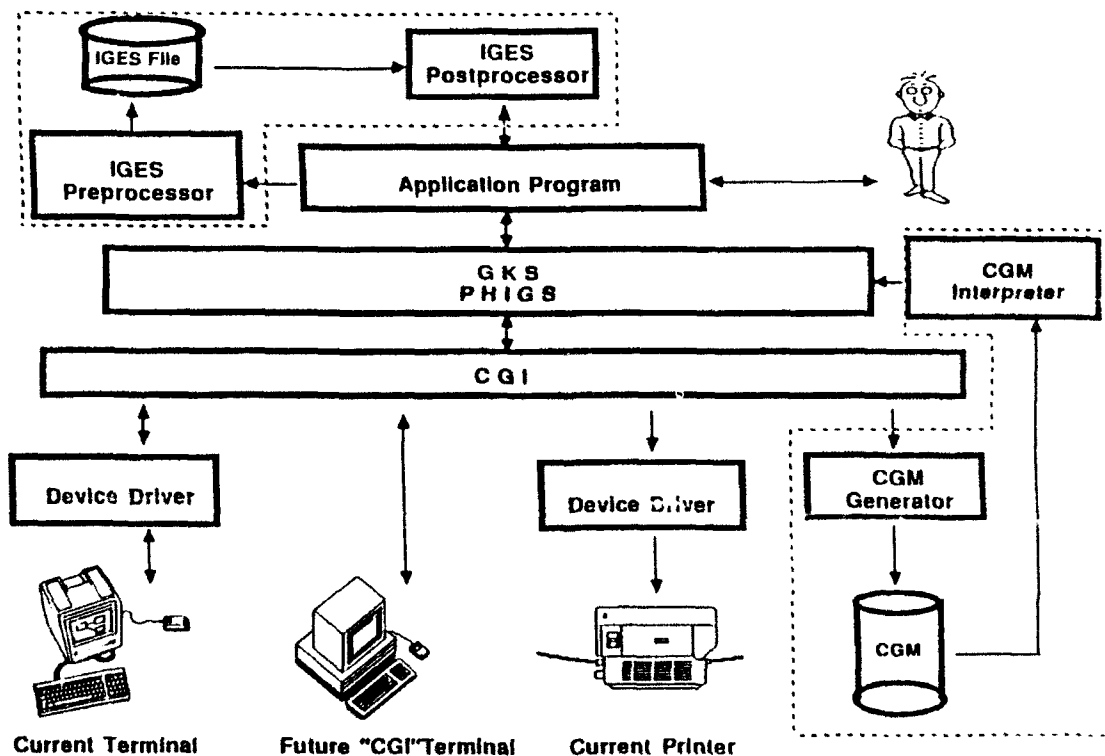 IGES File
IGES
Postprocessor
IGES
Preprocessor
Application Program
GKS
PHIGS
CGM
Interpreter
CGI
Device Driver
Device Driver
CGM
Generator
CGM
Current Terminal
Future "CGI"Terminal
Current Printer